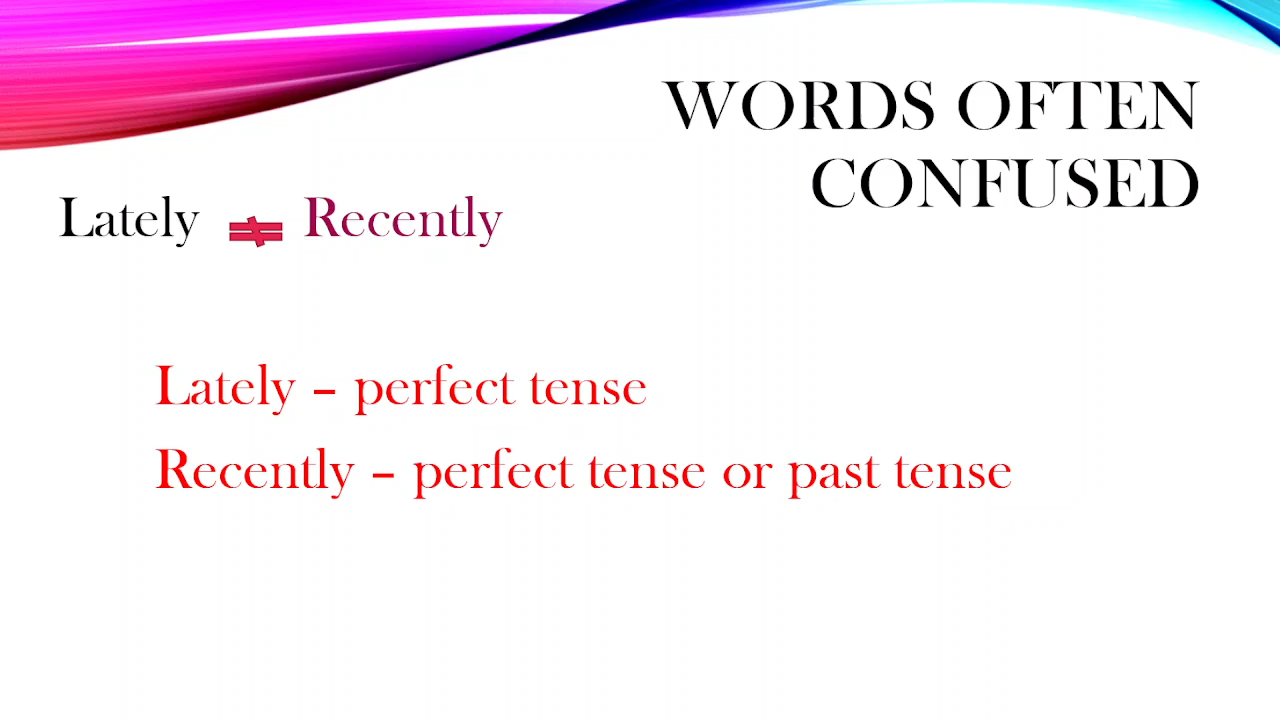 WORDS OFTEN
CONFUSED
Lately ≠ Recently
Lately – perfect tense
Recently – perfect tense or past tense